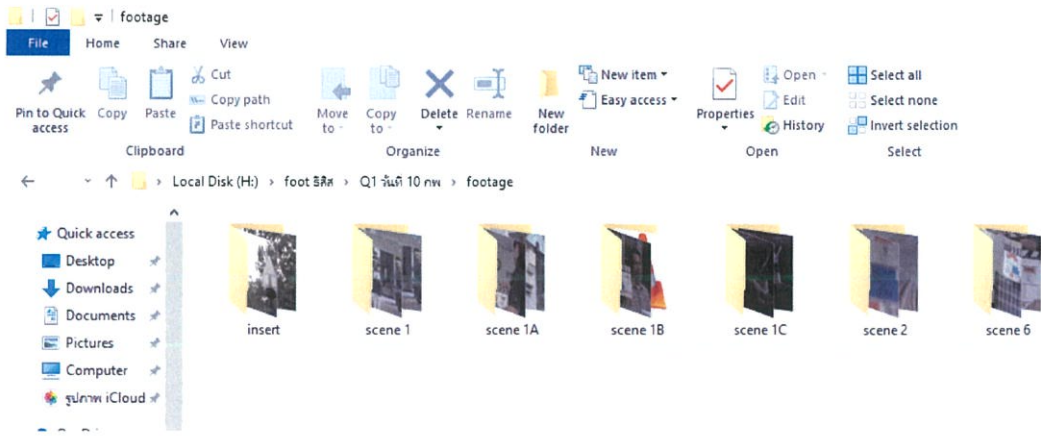 footage
File Home Share View
Pin to Quick access
Copy
Paste
Cut
Copy path
Paste shortcut
Move to
Copy to
Delete
Rename
New folder
New item
Easy access
Properties
Open
Edit
History
Select all
Select none
Invert selection
Clipboard Organize New Open Select
Local Disk (H:) › foot ธิสิส › Q1 วันที่ 10 กพ › footage
Quick access
Desktop
Downloads
Documents
Pictures
Computer
รูปภาพ iCloud
insert scene 1 scene 1A scene 1B scene 1C scene 2 scene 6